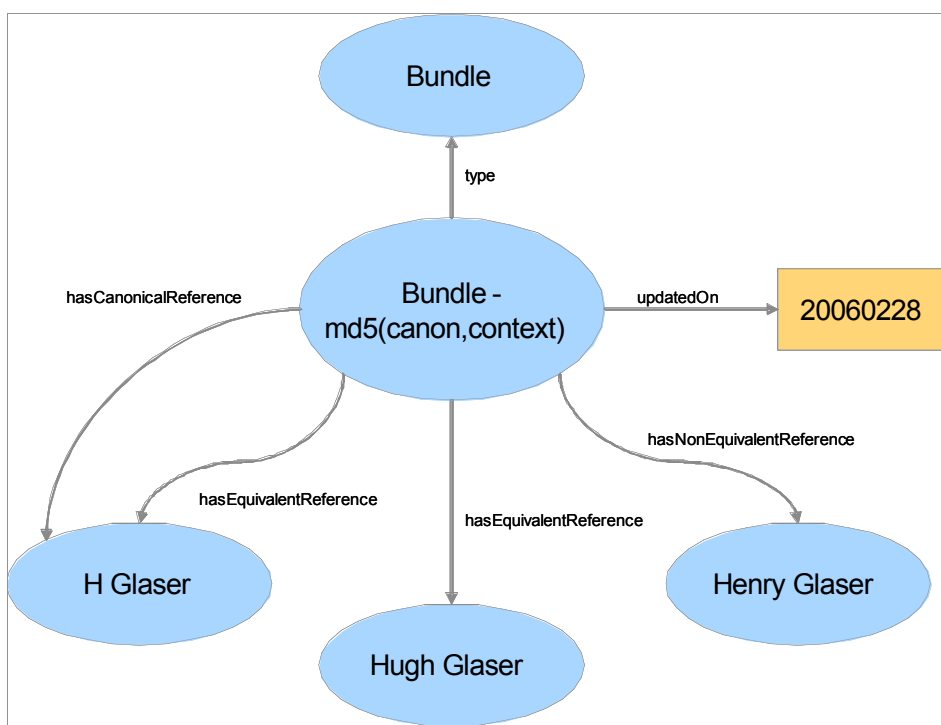 Bundle
type
hasCanonicalReference
Bundle -
md5(canon,context)
updatedOn
20060228
hasNonEquivalentReference
hasEquivalentReference
hasEquivalentReference
H Glaser
Henry Glaser
Hugh Glaser